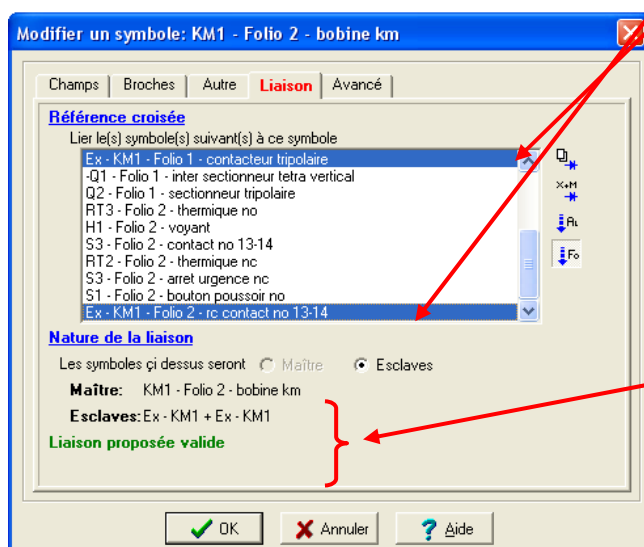 Modifier un symbole: KM1 - Folio 2 - bobine km
Champs Broches Autre Liaison Avancé
Référence croisée
Lier le(s) symbole(s) suivant(s) à ce symbole
Ex - KM1 - Folio 1 - contacteur tripolaire
-Q1 - Folio 1 - inter sectionneur tetra vertical
Q2 - Folio 1 - sectionneur tripolaire
RT3 - Folio 2 - thermique no
H1 - Folio 2 - voyant
S3 - Folio 2 - contact no 13-14
RT2 - Folio 2 - thermique nc
S3 - Folio 2 - arret urgence nc
S1 - Folio 2 - bouton poussoir no
Ex - KM1 - Folio 2 - rc contact no 13-14
X+M
Fo
Nature de la liaison
Les symboles çi dessus seront Maître Esclaves
Maître: KM1 - Folio 2 - bobine km
Esclaves: Ex - KM1 + Ex - KM1
Liaison proposée valide
OK Annuler Aide